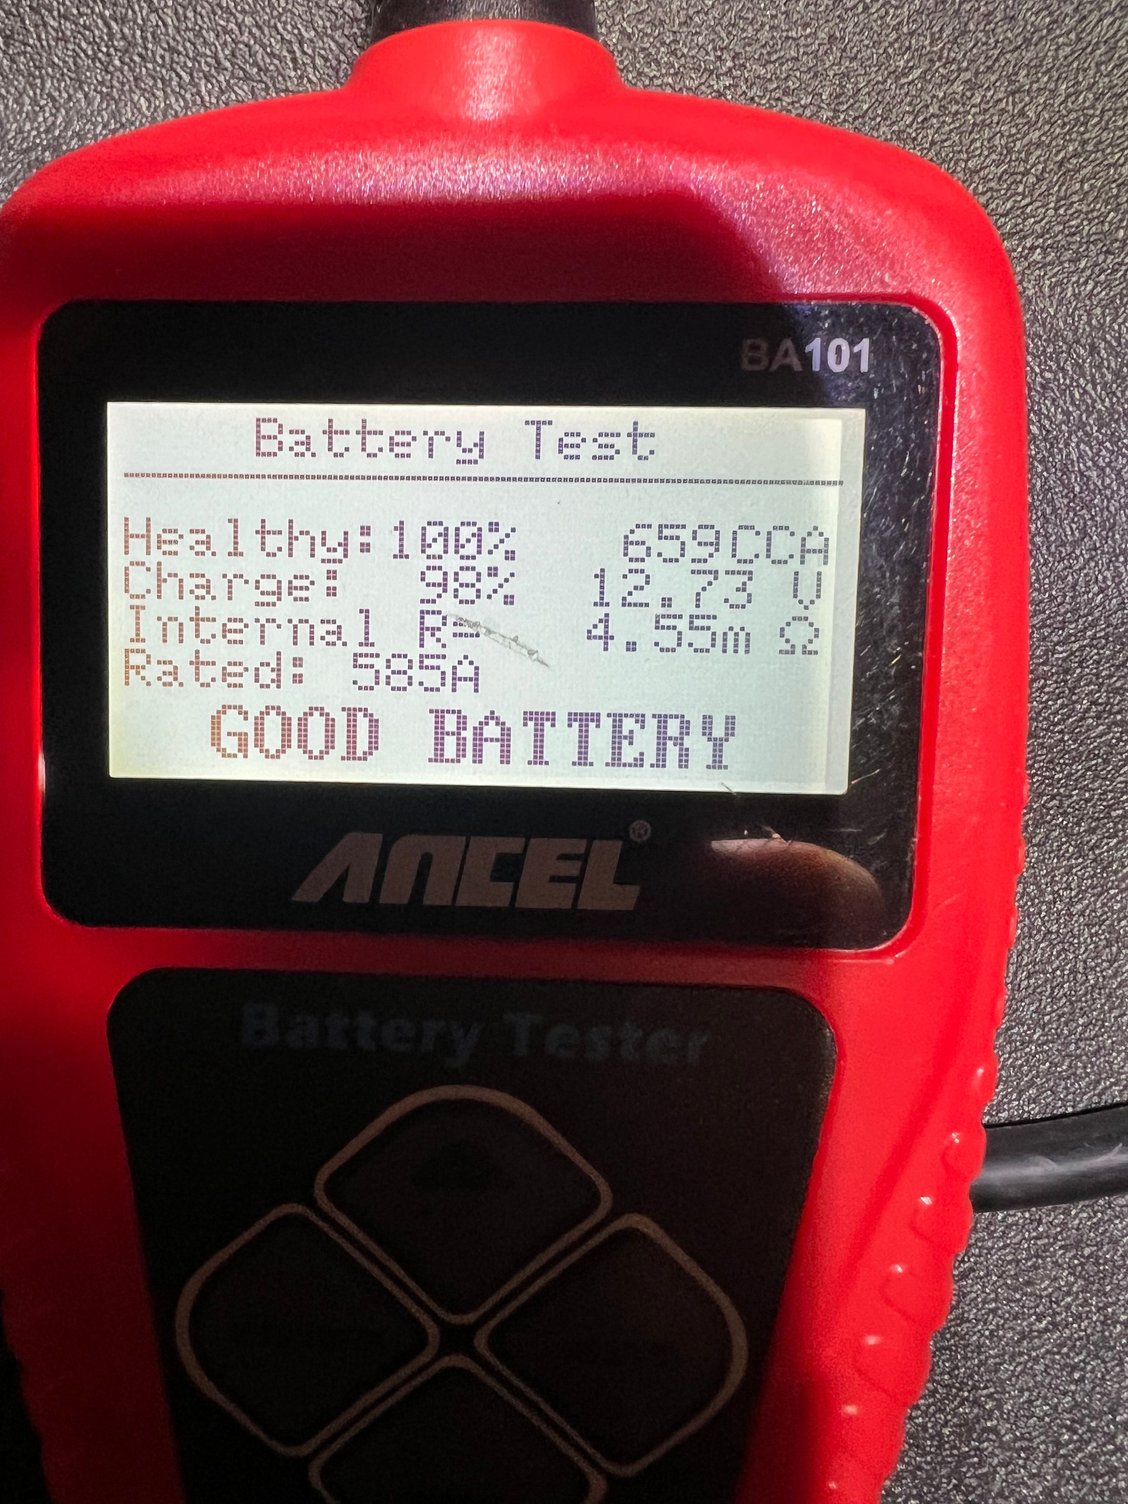 BA101
Battery Test
Healthy:100% 659CCA
Charge: 98% 12.73 V
Internal R= 4.55m Ω
Rated: 585A
GOOD BATTERY
ANCEL®
Battery Tester